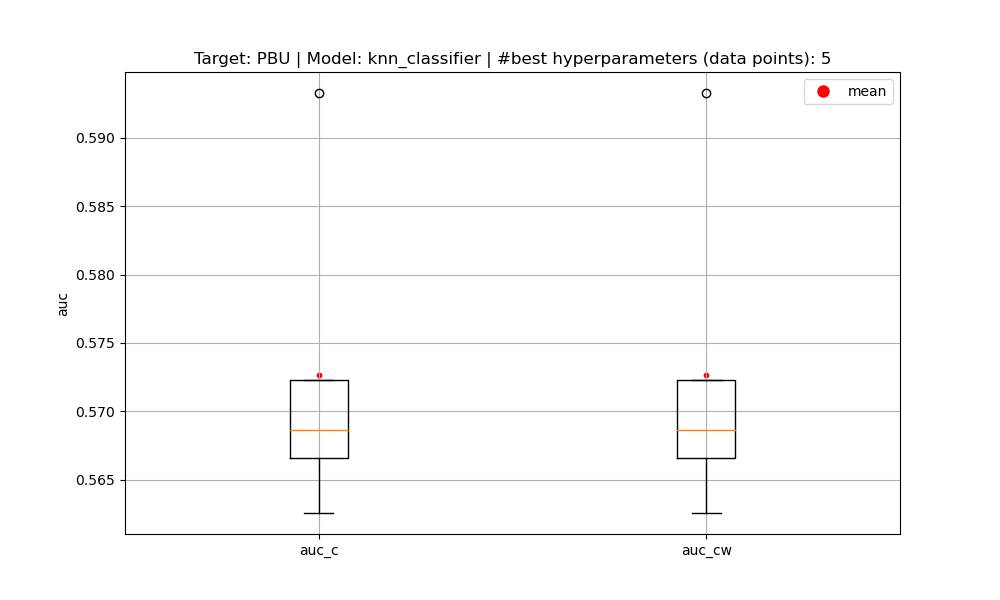 Target: PBU | Model: knn_classifier | #best hyperparameters (data points): 5
mean
0.590
0.585
0.580
0.575
0.570
0.565
auc
auc_c
auc_cw